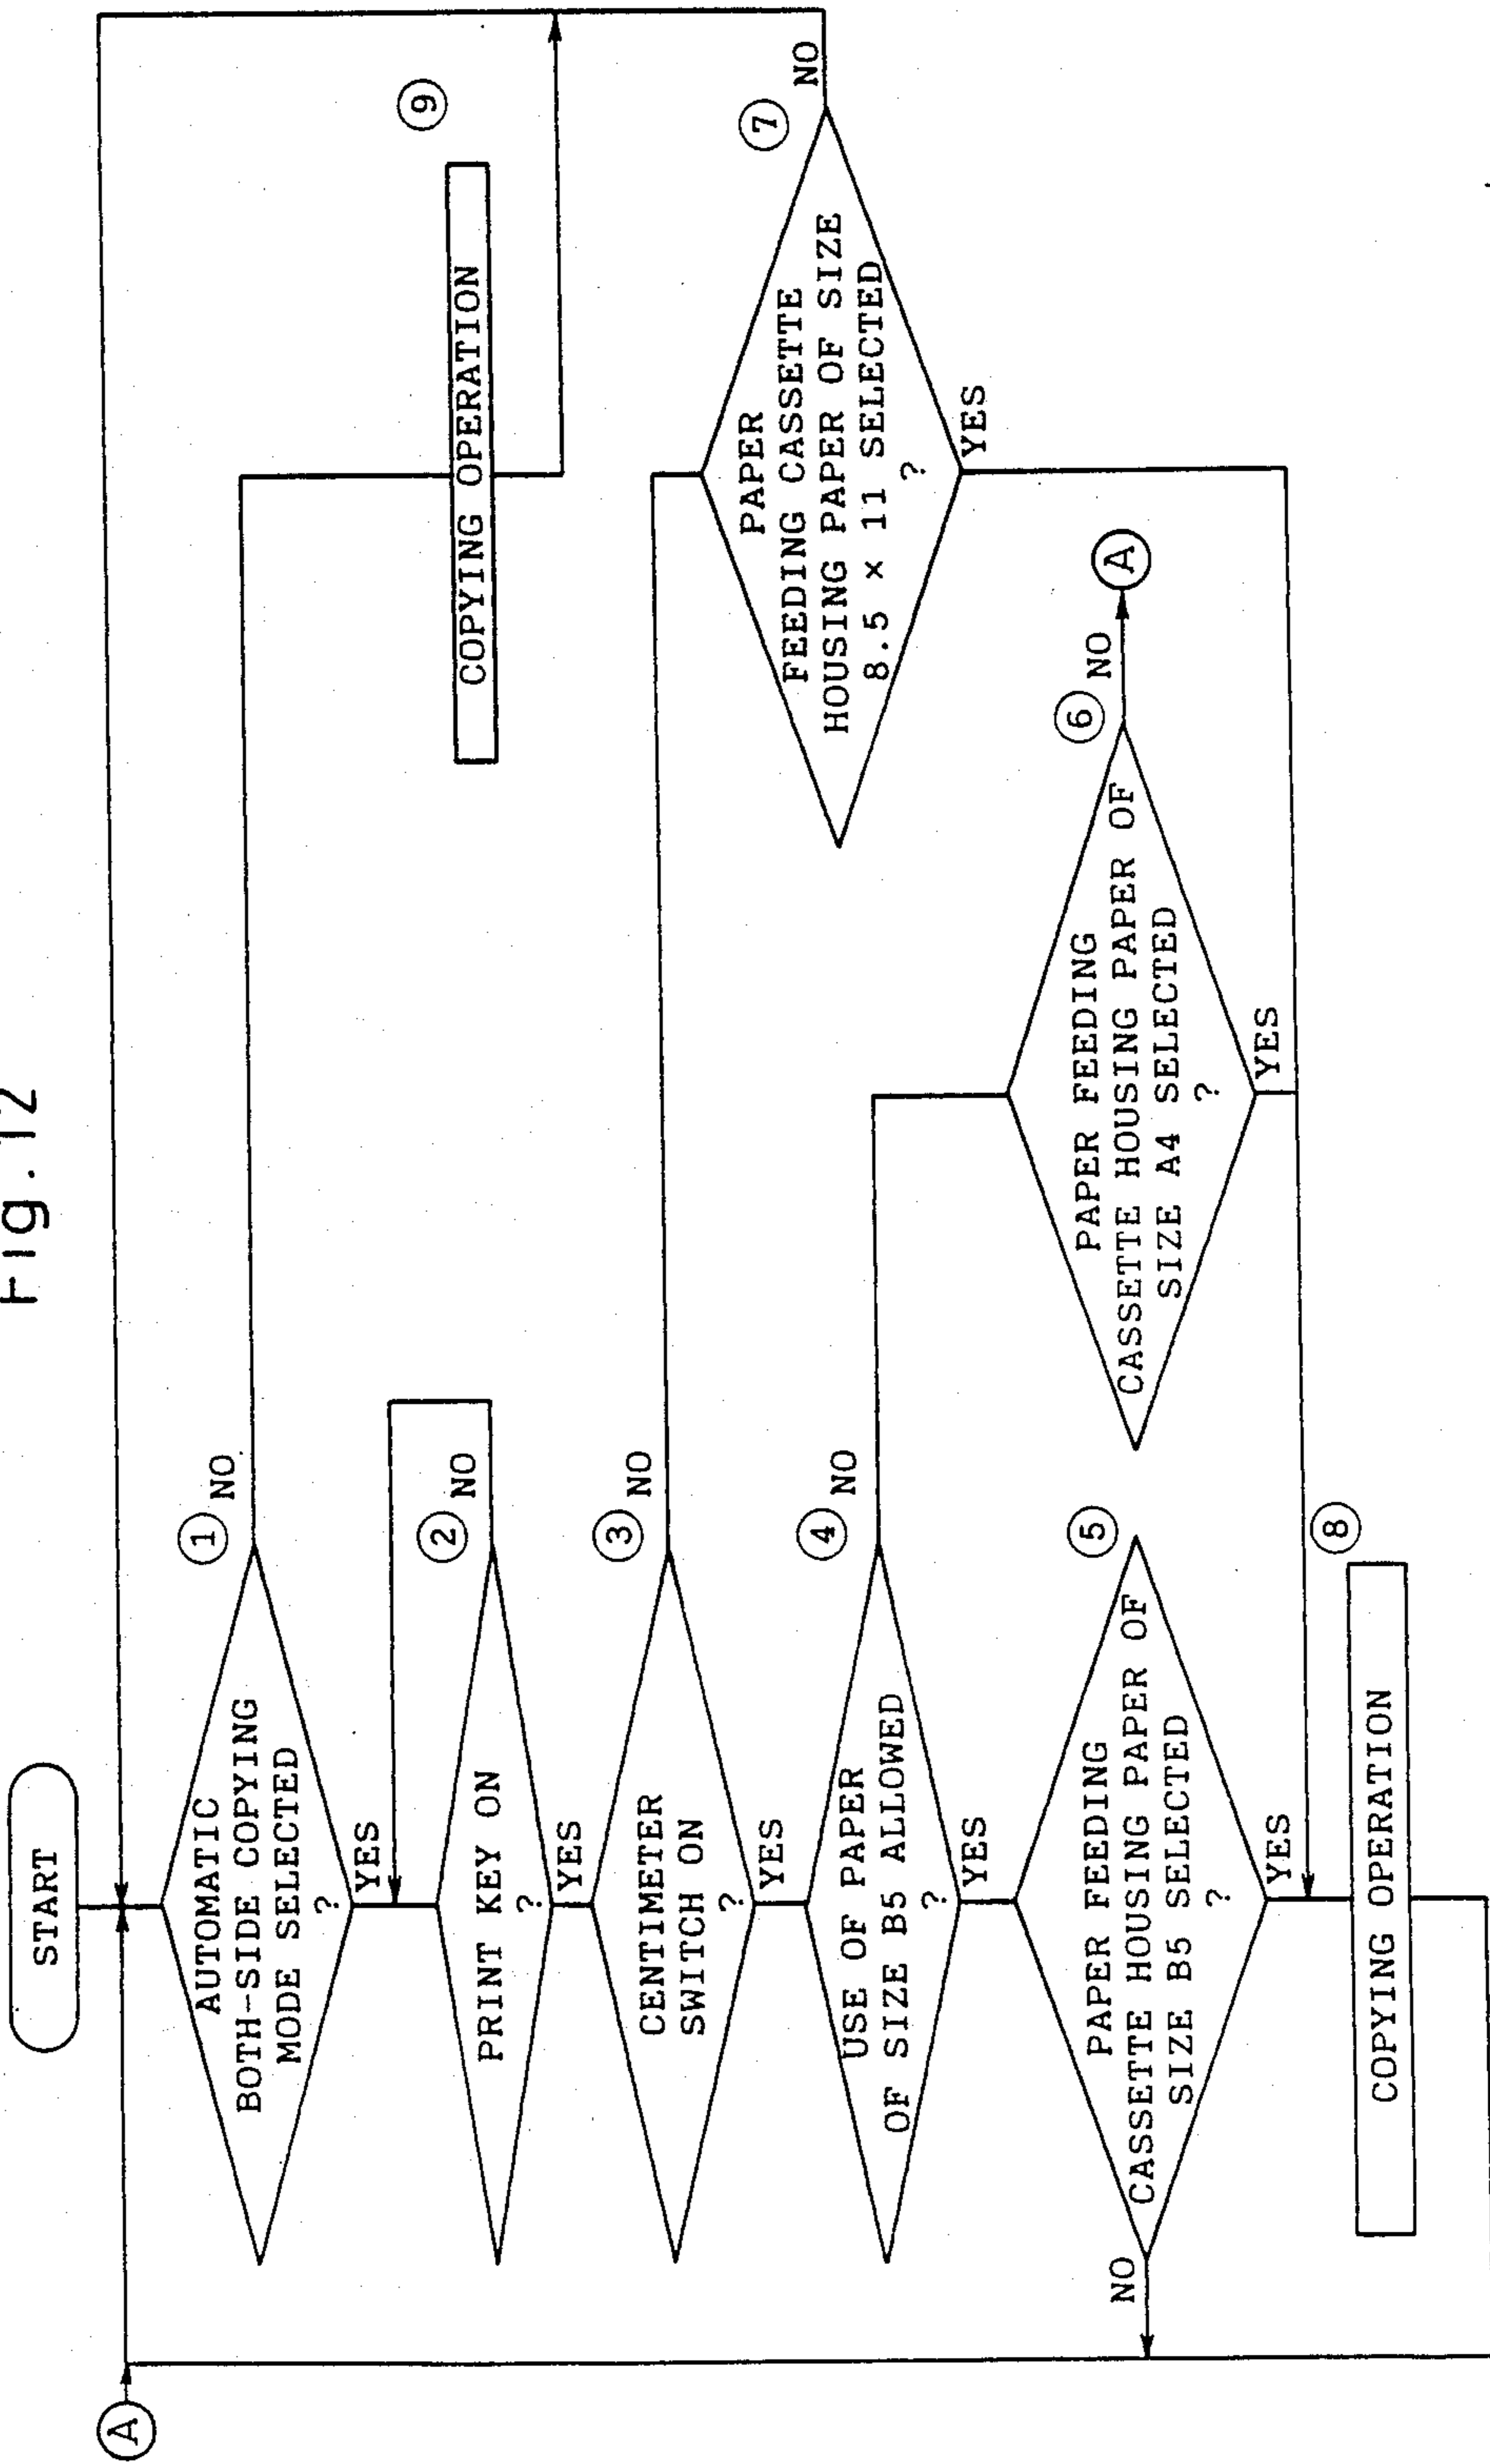 Fig.12
START
AUTOMATIC
BOTH-SIDE COPYING
MODE SELECTED
?
1
NO
YES
PRINT KEY ON
?
2
NO
YES
CENTIMETER
SWITCH ON
?
3
NO
YES
USE OF PAPER
OF SIZE B5 ALLOWED
?
4
NO
YES
PAPER FEEDING
CASSETTE HOUSING PAPER OF
SIZE B5 SELECTED
?
5
NO
YES
PAPER FEEDING
CASSETTE HOUSING PAPER OF
SIZE A4 SELECTED
?
6
NO
YES
A
PAPER
FEEDING CASSETTE
HOUSING PAPER OF SIZE
8.5 × 11 SELECTED
?
7
NO
YES
8
COPYING OPERATION
9
COPYING OPERATION
A